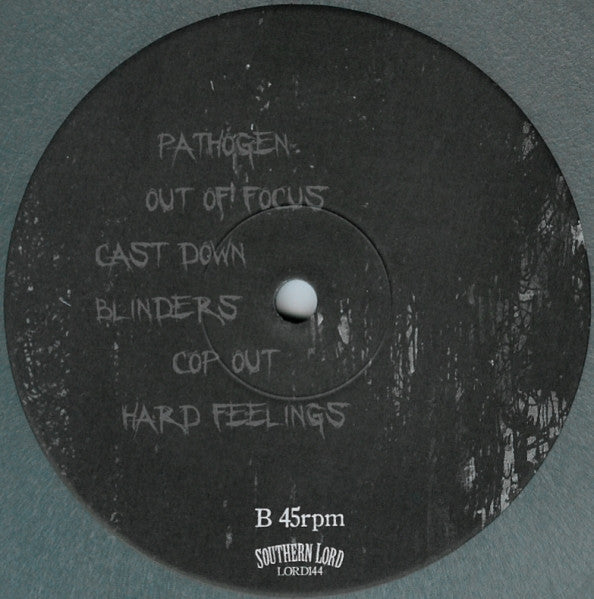 PATHOGEN
OUT OF FOCUS
CAST DOWN
BLINDERS
COP OUT
HARD FEELINGS
B 45rpm
SOUTHERN LORD
LORD144